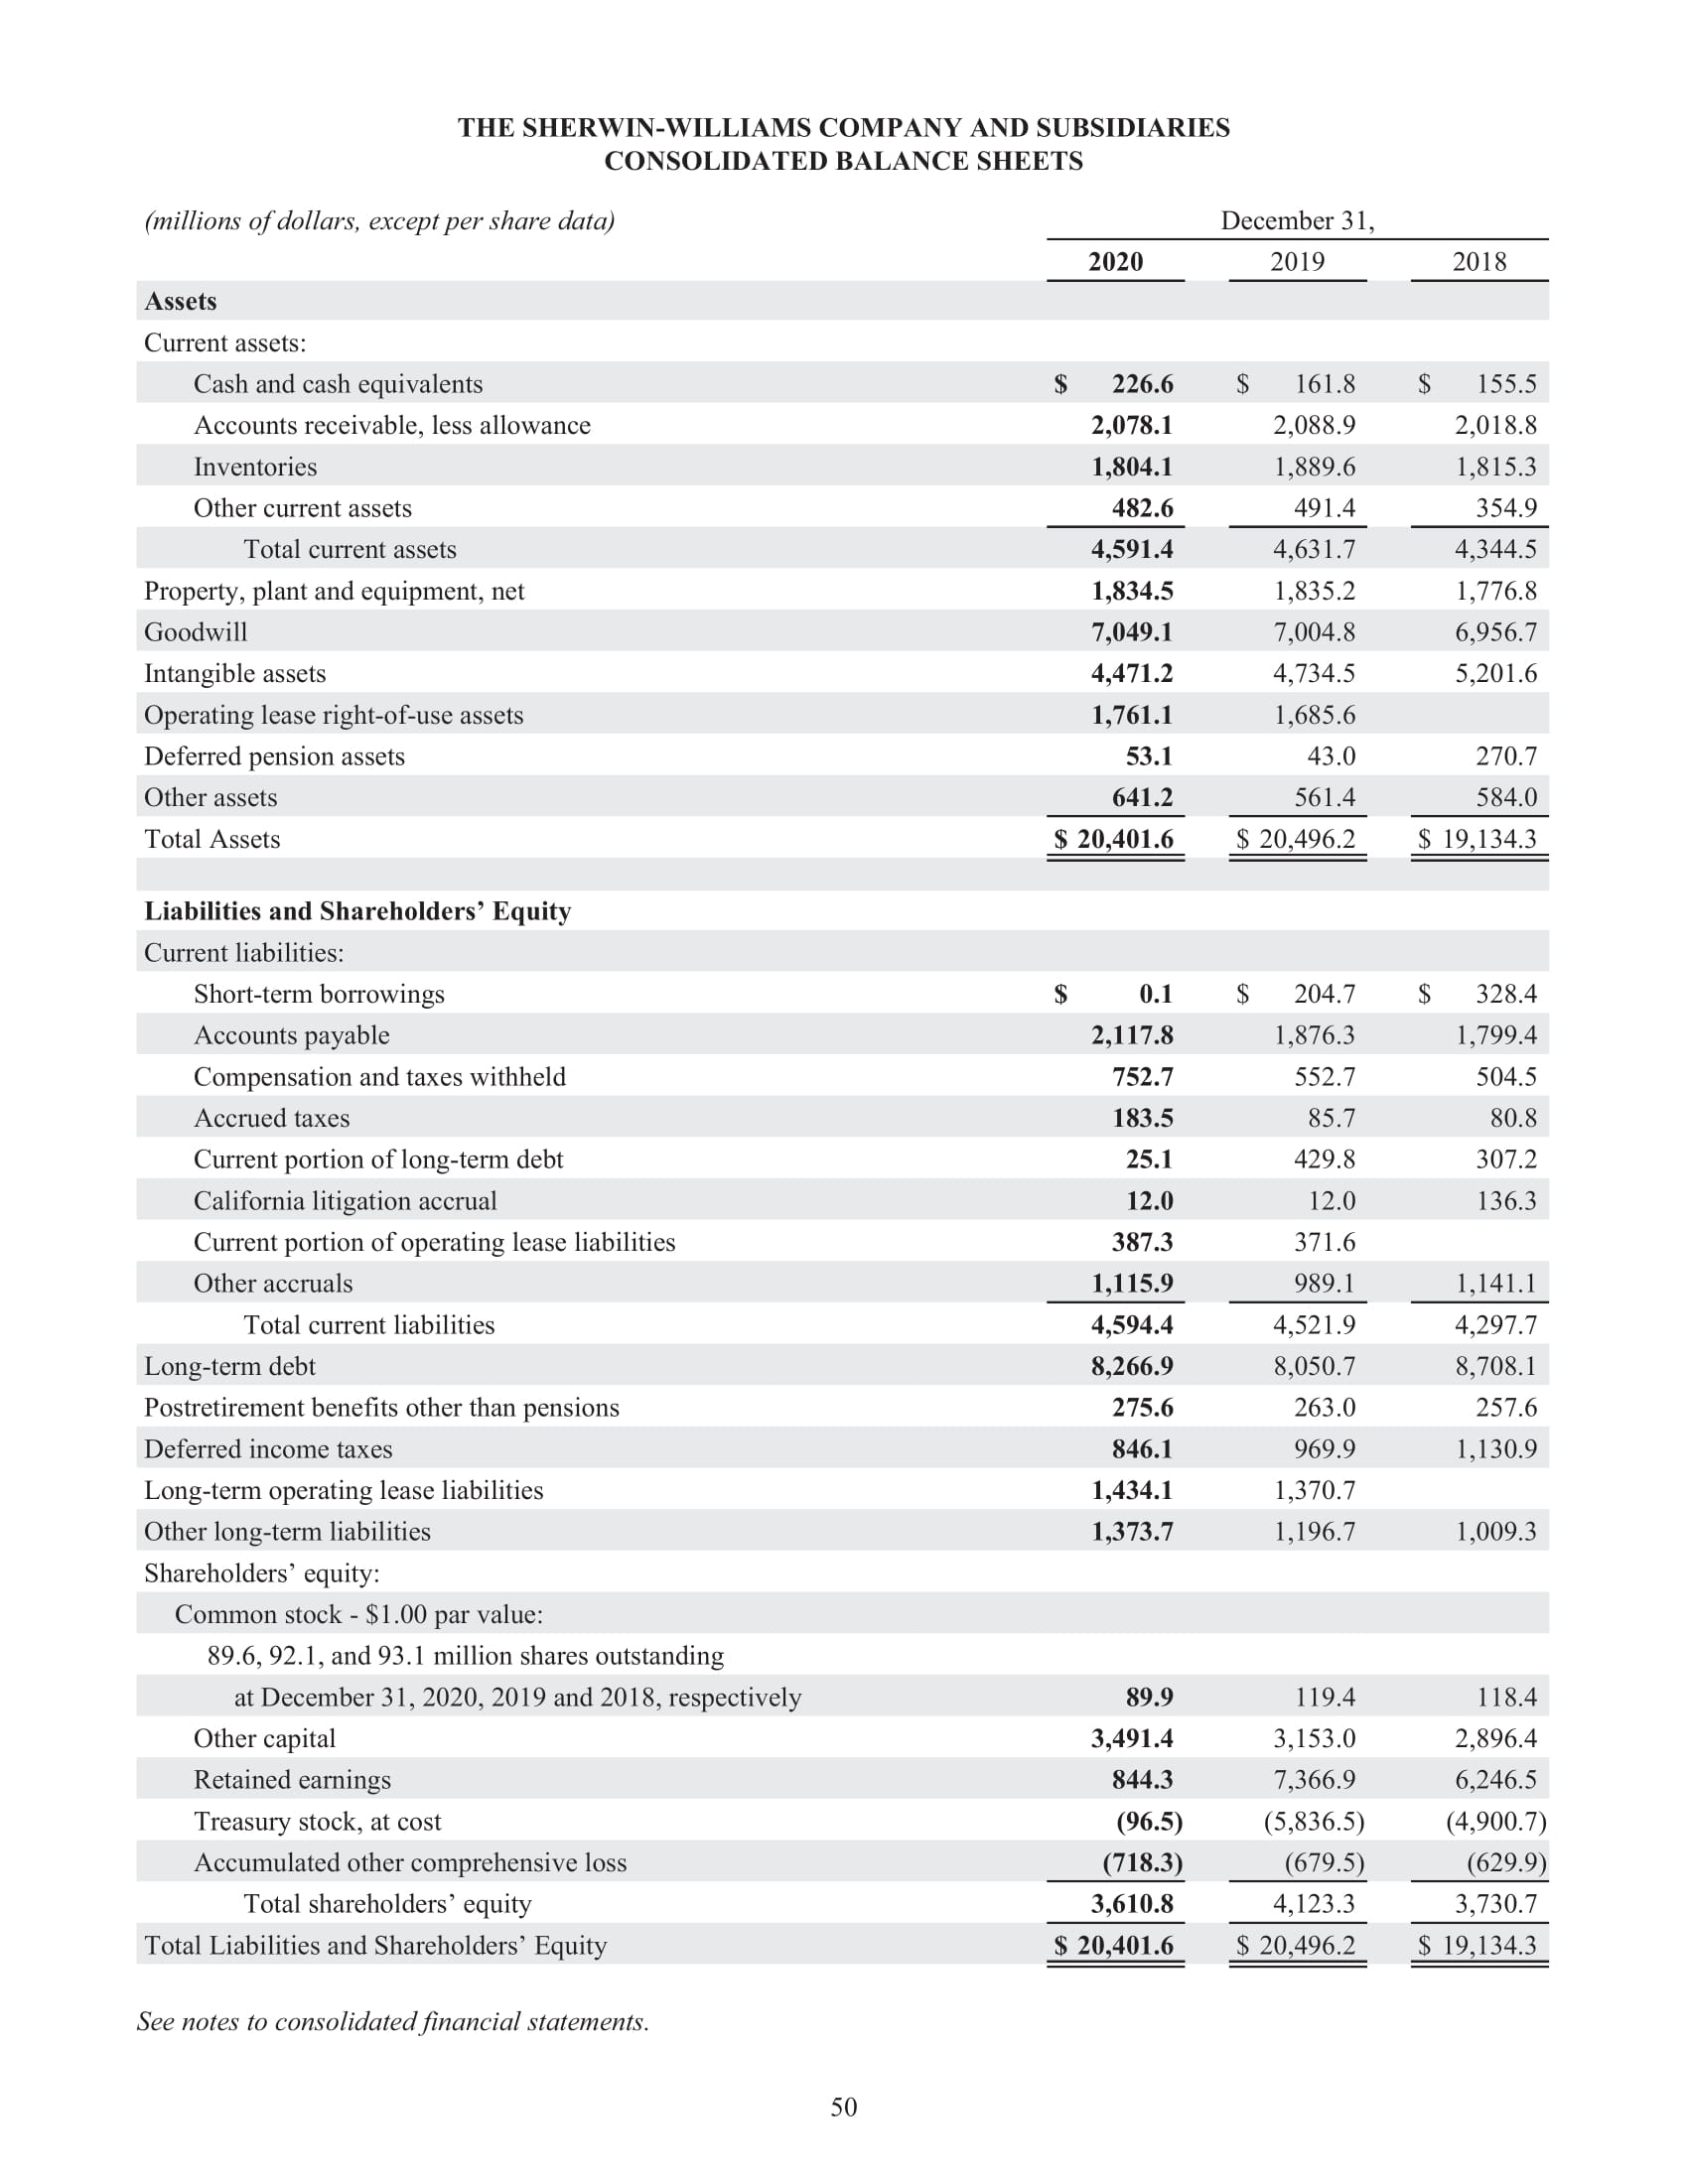 THE SHERWIN-WILLIAMS COMPANY AND SUBSIDIARIES
CONSOLIDATED BALANCE SHEETS
(millions of dollars, except per share data) December 31,
2020 2019 2018
Assets
Current assets:
Cash and cash equivalents $ 226.6 $ 161.8 $ 155.5
Accounts receivable, less allowance 2,078.1 2,088.9 2,018.8
Inventories 1,804.1 1,889.6 1,815.3
Other current assets 482.6 491.4 354.9
Total current assets 4,591.4 4,631.7 4,344.5
Property, plant and equipment, net 1,834.5 1,835.2 1,776.8
Goodwill 7,049.1 7,004.8 6,956.7
Intangible assets 4,471.2 4,734.5 5,201.6
Operating lease right-of-use assets 1,761.1 1,685.6
Deferred pension assets 53.1 43.0 270.7
Other assets 641.2 561.4 584.0
Total Assets $ 20,401.6 $ 20,496.2 $ 19,134.3
Liabilities and Shareholders’ Equity
Current liabilities:
Short-term borrowings $ 0.1 $ 204.7 $ 328.4
Accounts payable 2,117.8 1,876.3 1,799.4
Compensation and taxes withheld 752.7 552.7 504.5
Accrued taxes 183.5 85.7 80.8
Current portion of long-term debt 25.1 429.8 307.2
California litigation accrual 12.0 12.0 136.3
Current portion of operating lease liabilities 387.3 371.6
Other accruals 1,115.9 989.1 1,141.1
Total current liabilities 4,594.4 4,521.9 4,297.7
Long-term debt 8,266.9 8,050.7 8,708.1
Postretirement benefits other than pensions 275.6 263.0 257.6
Deferred income taxes 846.1 969.9 1,130.9
Long-term operating lease liabilities 1,434.1 1,370.7
Other long-term liabilities 1,373.7 1,196.7 1,009.3
Shareholders’ equity:
Common stock - $1.00 par value:
89.6, 92.1, and 93.1 million shares outstanding
at December 31, 2020, 2019 and 2018, respectively 89.9 119.4 118.4
Other capital 3,491.4 3,153.0 2,896.4
Retained earnings 844.3 7,366.9 6,246.5
Treasury stock, at cost (96.5) (5,836.5) (4,900.7)
Accumulated other comprehensive loss (718.3) (679.5) (629.9)
Total shareholders’ equity 3,610.8 4,123.3 3,730.7
Total Liabilities and Shareholders’ Equity $ 20,401.6 $ 20,496.2 $ 19,134.3
See notes to consolidated financial statements.
50